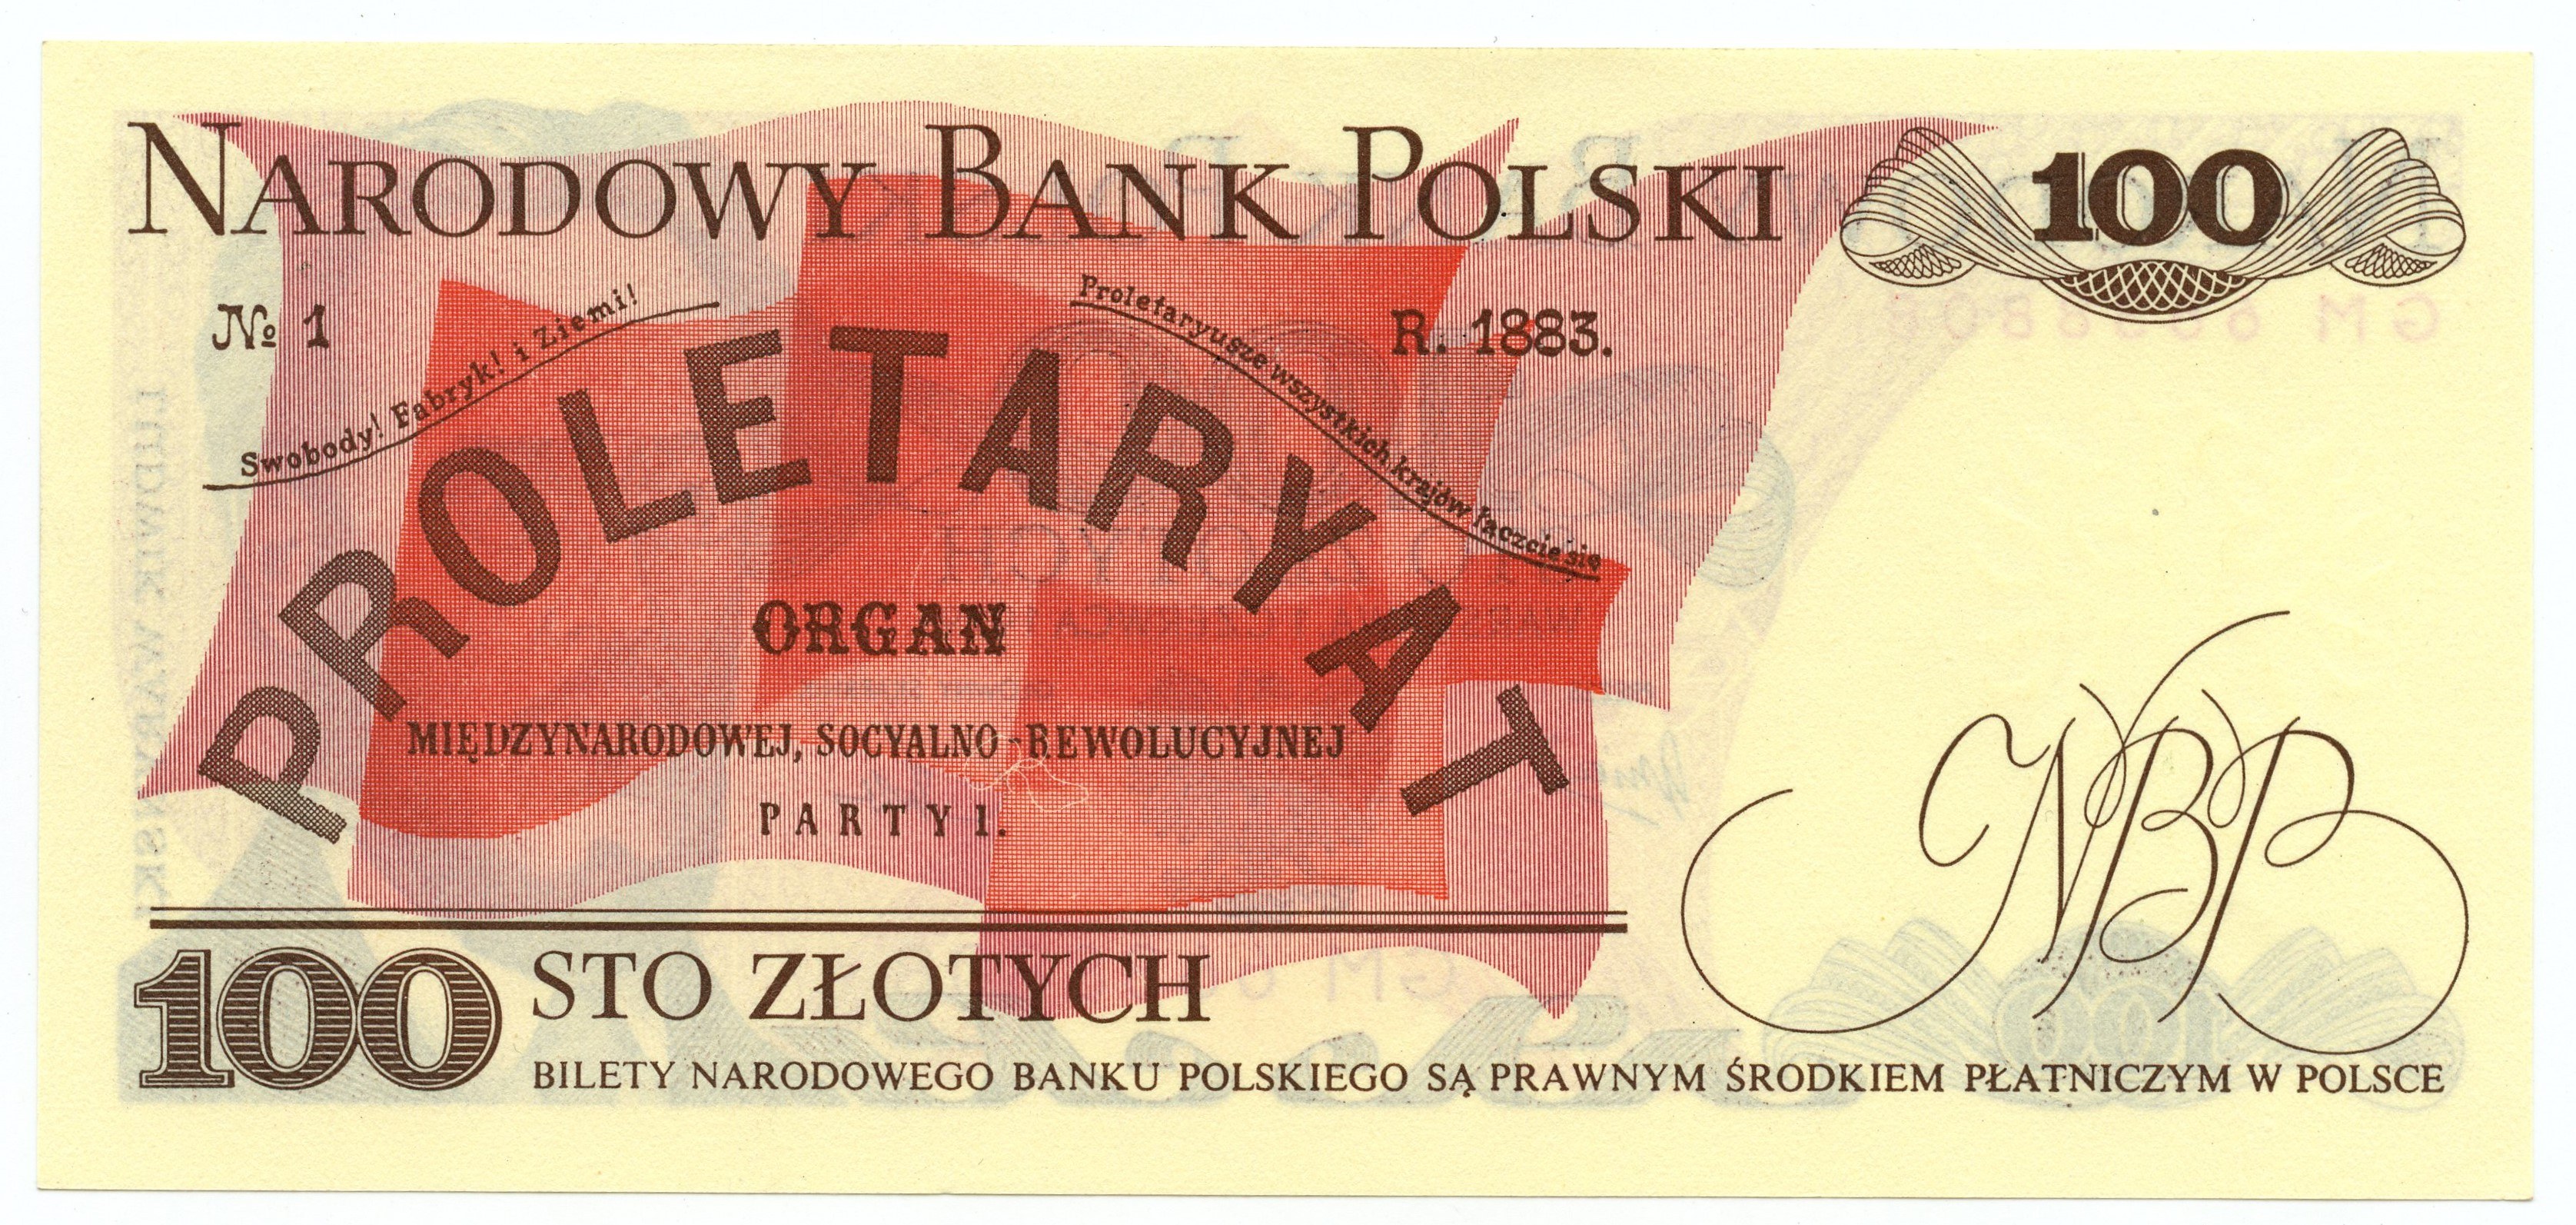 NARODOWY BANK POLSKI
100
№ 1
Swobody! Fabryk! i Ziemi!
Proletaryusze wszystkich krajów łączcie się
R. 1883.
PROLETARYAT
ORGAN
MIĘDZYNARODOWEJ, SOCYALNO-REWOLUCYJNEJ
PARTYI.
NBP
100
STO ZŁOTYCH
BILETY NARODOWEGO BANKU POLSKIEGO SĄ PRAWNYM ŚRODKIEM PŁATNICZYM W POLSCE